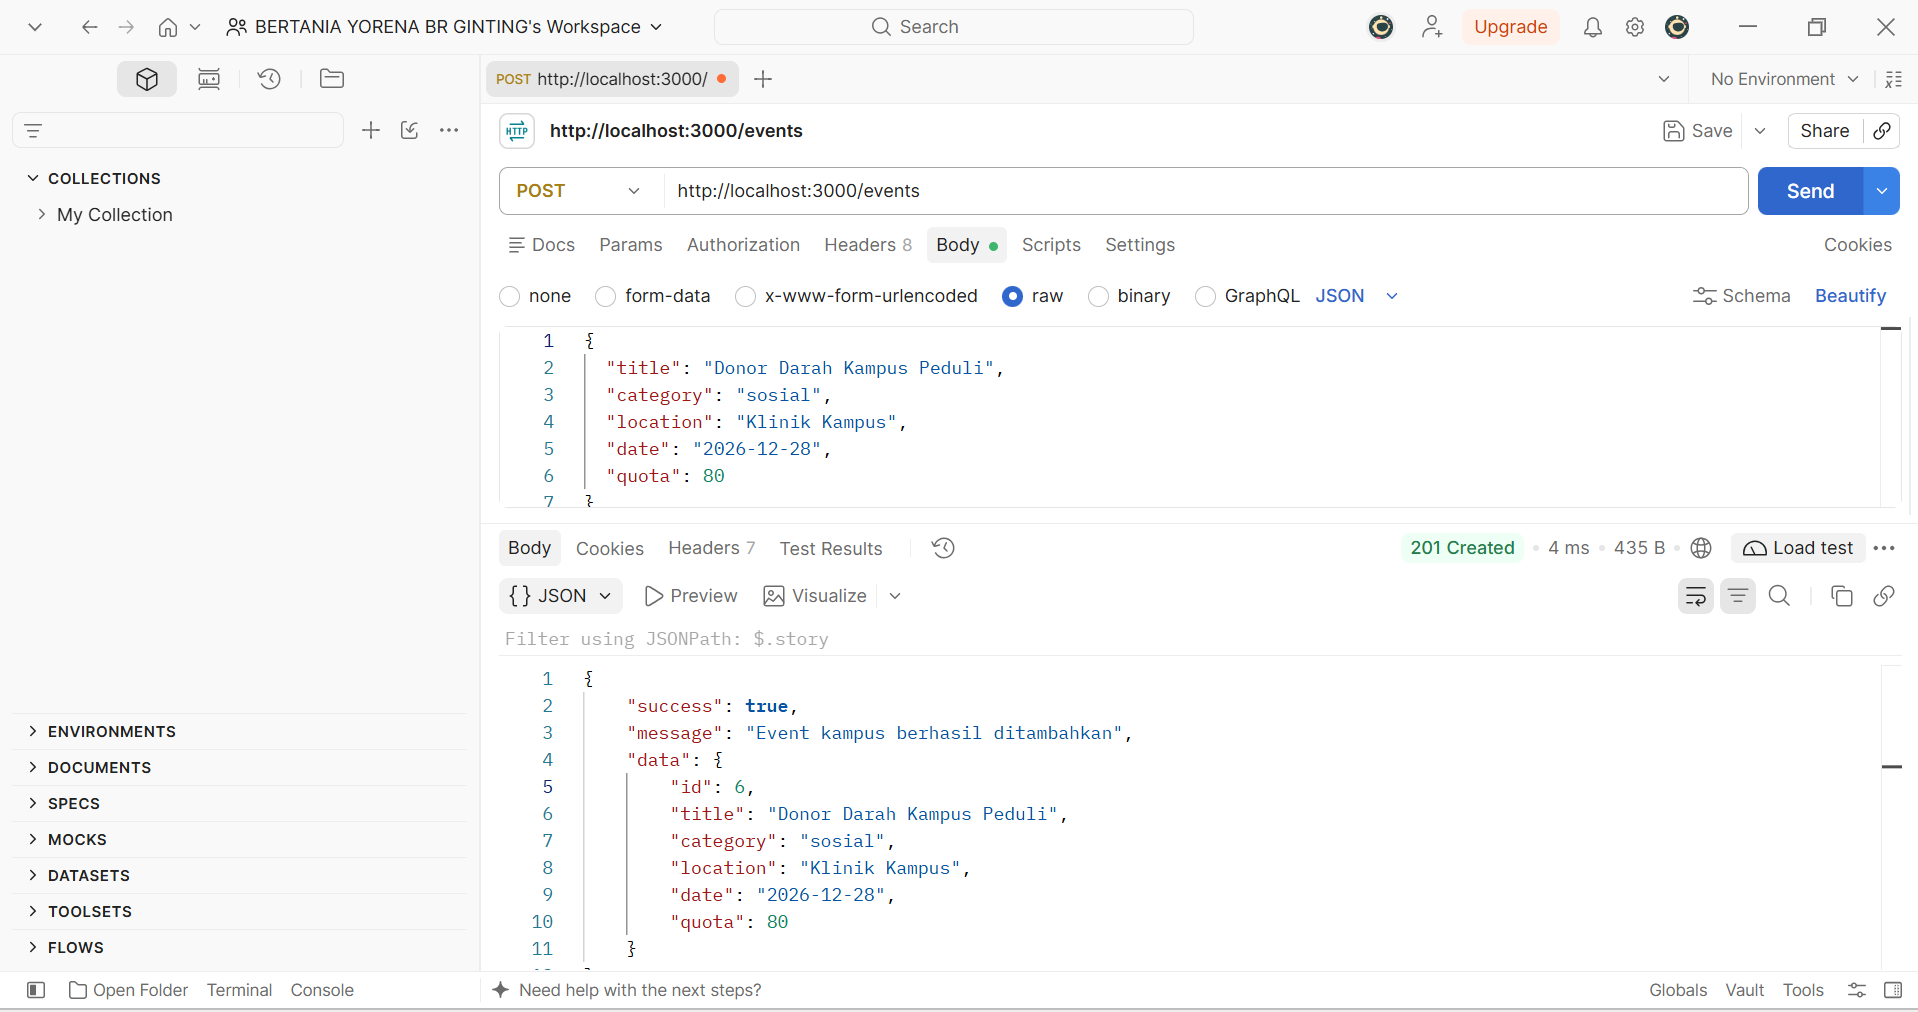 BERTANIA YORENA BR GINTING's Workspace
Search
Upgrade
POST http://localhost:3000/
No Environment
COLLECTIONS
My Collection
ENVIRONMENTS
DOCUMENTS
SPECS
MOCKS
DATASETS
TOOLSETS
FLOWS
HTTP http://localhost:3000/events
Save
Share
POST http://localhost:3000/events
Send
Docs Params Authorization Headers 8 Body Scripts Settings Cookies
none form-data x-www-form-urlencoded raw binary GraphQL JSON Schema Beautify
1 {
2 "title": "Donor Darah Kampus Peduli",
3 "category": "sosial",
4 "location": "Klinik Kampus",
5 "date": "2026-12-28",
6 "quota": 80
7 }
Body Cookies Headers 7 Test Results 201 Created 4 ms 435 B Load test
{} JSON Preview Visualize
Filter using JSONPath: $.story
1 {
2 "success": true,
3 "message": "Event kampus berhasil ditambahkan",
4 "data": {
5 "id": 6,
6 "title": "Donor Darah Kampus Peduli",
7 "category": "sosial",
8 "location": "Klinik Kampus",
9 "date": "2026-12-28",
10 "quota": 80
11 }
Open Folder Terminal Console Need help with the next steps? Globals Vault Tools